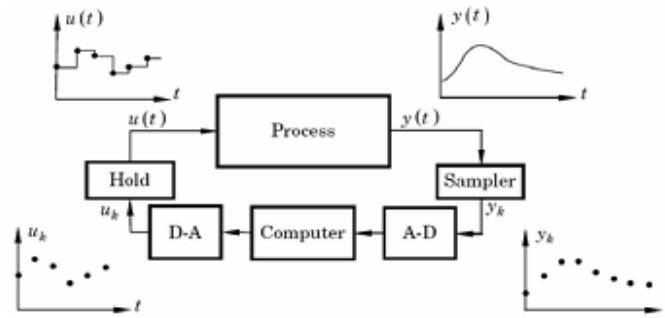 u(t)
t
y(t)
t
u(t)
Process
y(t)
Hold
Sampler
u_k
D-A
Computer
A-D
y_k
u_k
t
y_k
t